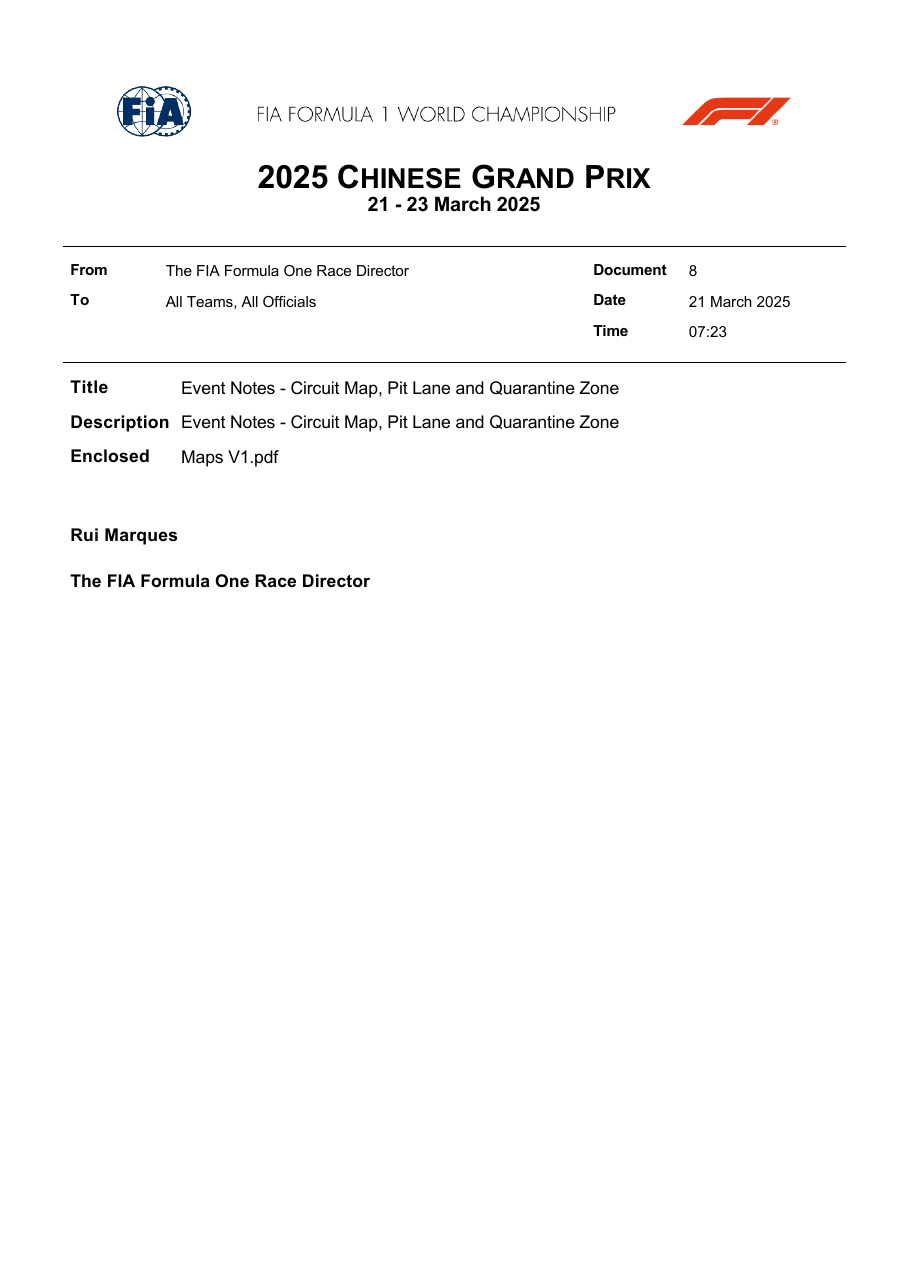 FiA
FIA FORMULA 1 WORLD CHAMPIONSHIP
F1®
2025 CHINESE GRAND PRIX
21 - 23 March 2025
From The FIA Formula One Race Director Document 8
To All Teams, All Officials Date 21 March 2025
Time 07:23
Title Event Notes - Circuit Map, Pit Lane and Quarantine Zone
Description Event Notes - Circuit Map, Pit Lane and Quarantine Zone
Enclosed Maps V1.pdf
Rui Marques
The FIA Formula One Race Director